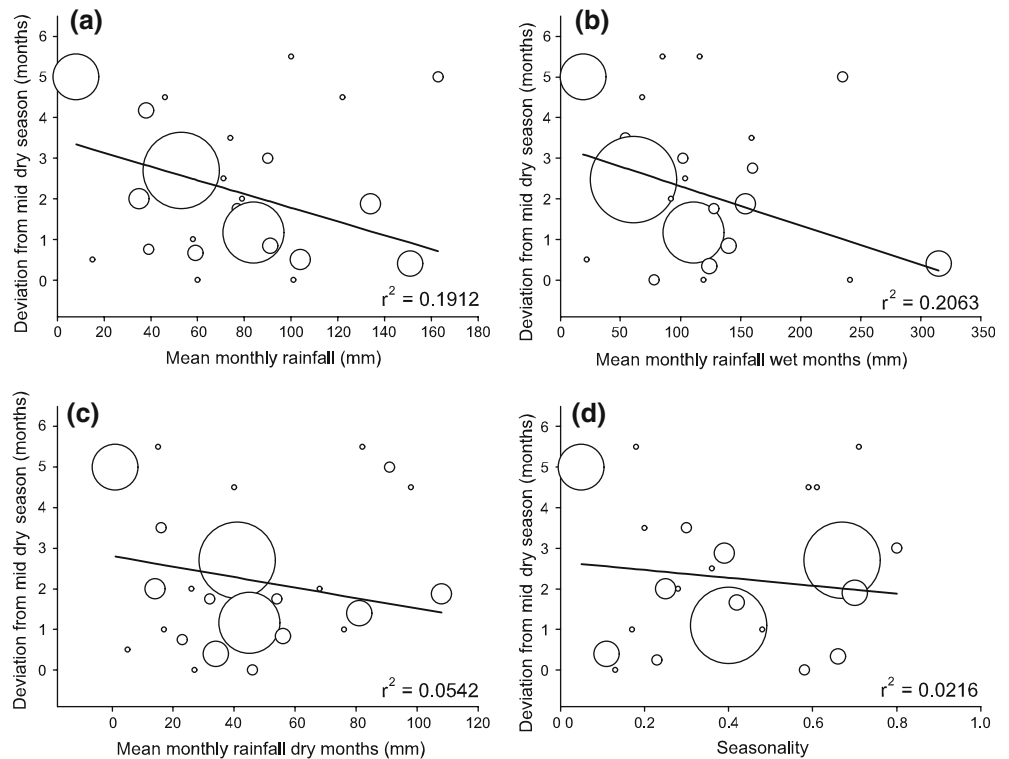 (a)
Deviation from mid dry season (months)
6
5
4
3
2
1
0
r² = 0.1912
0 20 40 60 80 100 120 140 160 180
Mean monthly rainfall (mm)
(b)
Deviation from mid dry season (months)
6
5
4
3
2
1
0
r² = 0.2063
0 50 100 150 200 250 300 350
Mean monthly rainfall wet months (mm)
(c)
Deviation from mid dry season (months)
6
5
4
3
2
1
0
r² = 0.0542
0 20 40 60 80 100 120
Mean monthly rainfall dry months (mm)
(d)
Deviation from mid dry season (months)
6
5
4
3
2
1
0
r² = 0.0216
0.0 0.2 0.4 0.6 0.8 1.0
Seasonality